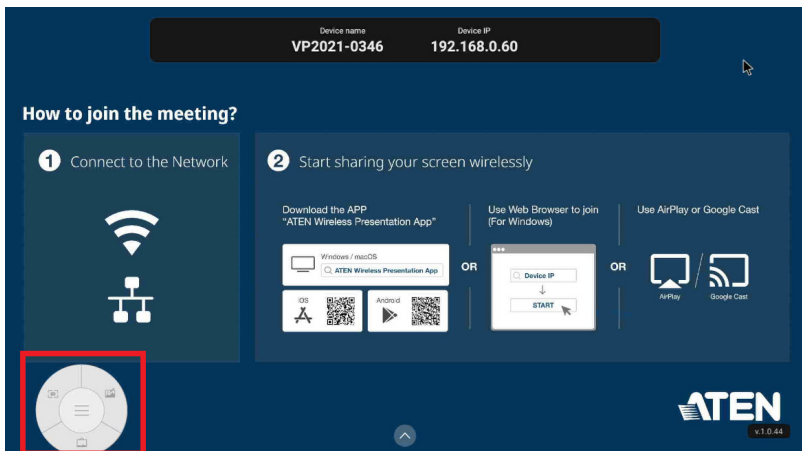 Device name
VP2021-0346
Device IP
192.168.0.60
How to join the meeting?
1 Connect to the Network
2 Start sharing your screen wirelessly
Download the APP
“ATEN Wireless Presentation App”
Windows / macOS
ATEN Wireless Presentation App
iOS
Android
OR
Use Web Browser to join
(For Windows)
Device IP
START
OR
Use AirPlay or Google Cast
AirPlay
Google Cast
ATEN
v.1.0.44